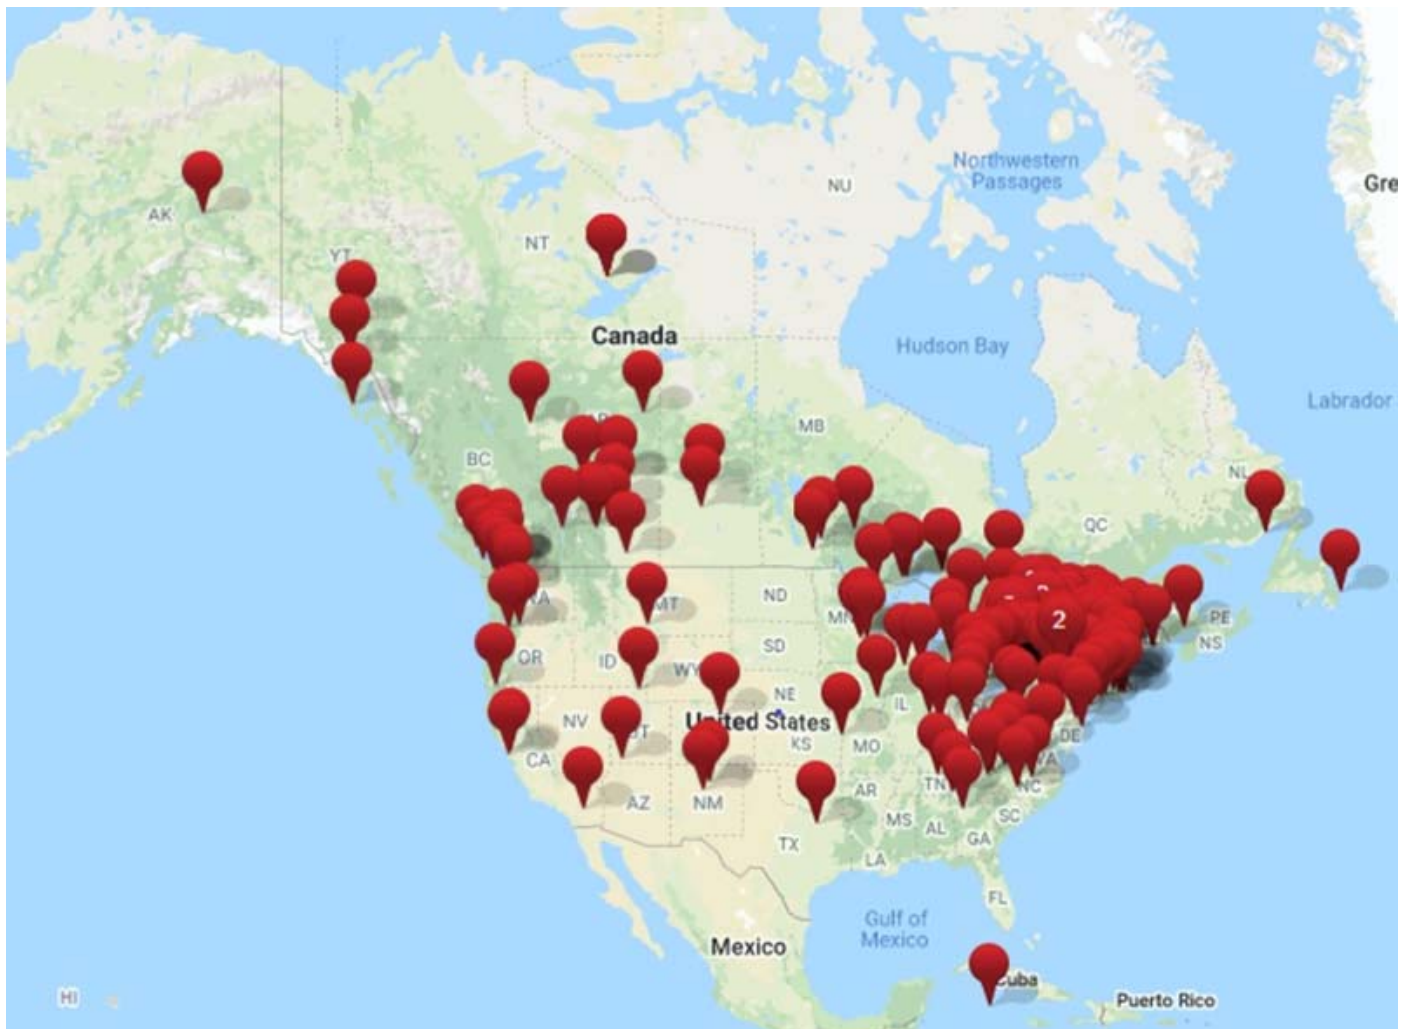 Northwestern
Passages
NU
Gre
AK
NT
YT
Canada
Hudson Bay
Labrador
MB
BC
NL
QC
ND
MT
MN
PE
NS
SD
OR
ID
WY
NE
IL
NV
United States
KS
DE
CA
MO
AR
TN
NC
AZ
NM
MS
AL
SC
GA
TX
LA
FL
Gulf of
Mexico
Mexico
Cuba
HI
Puerto Rico
2